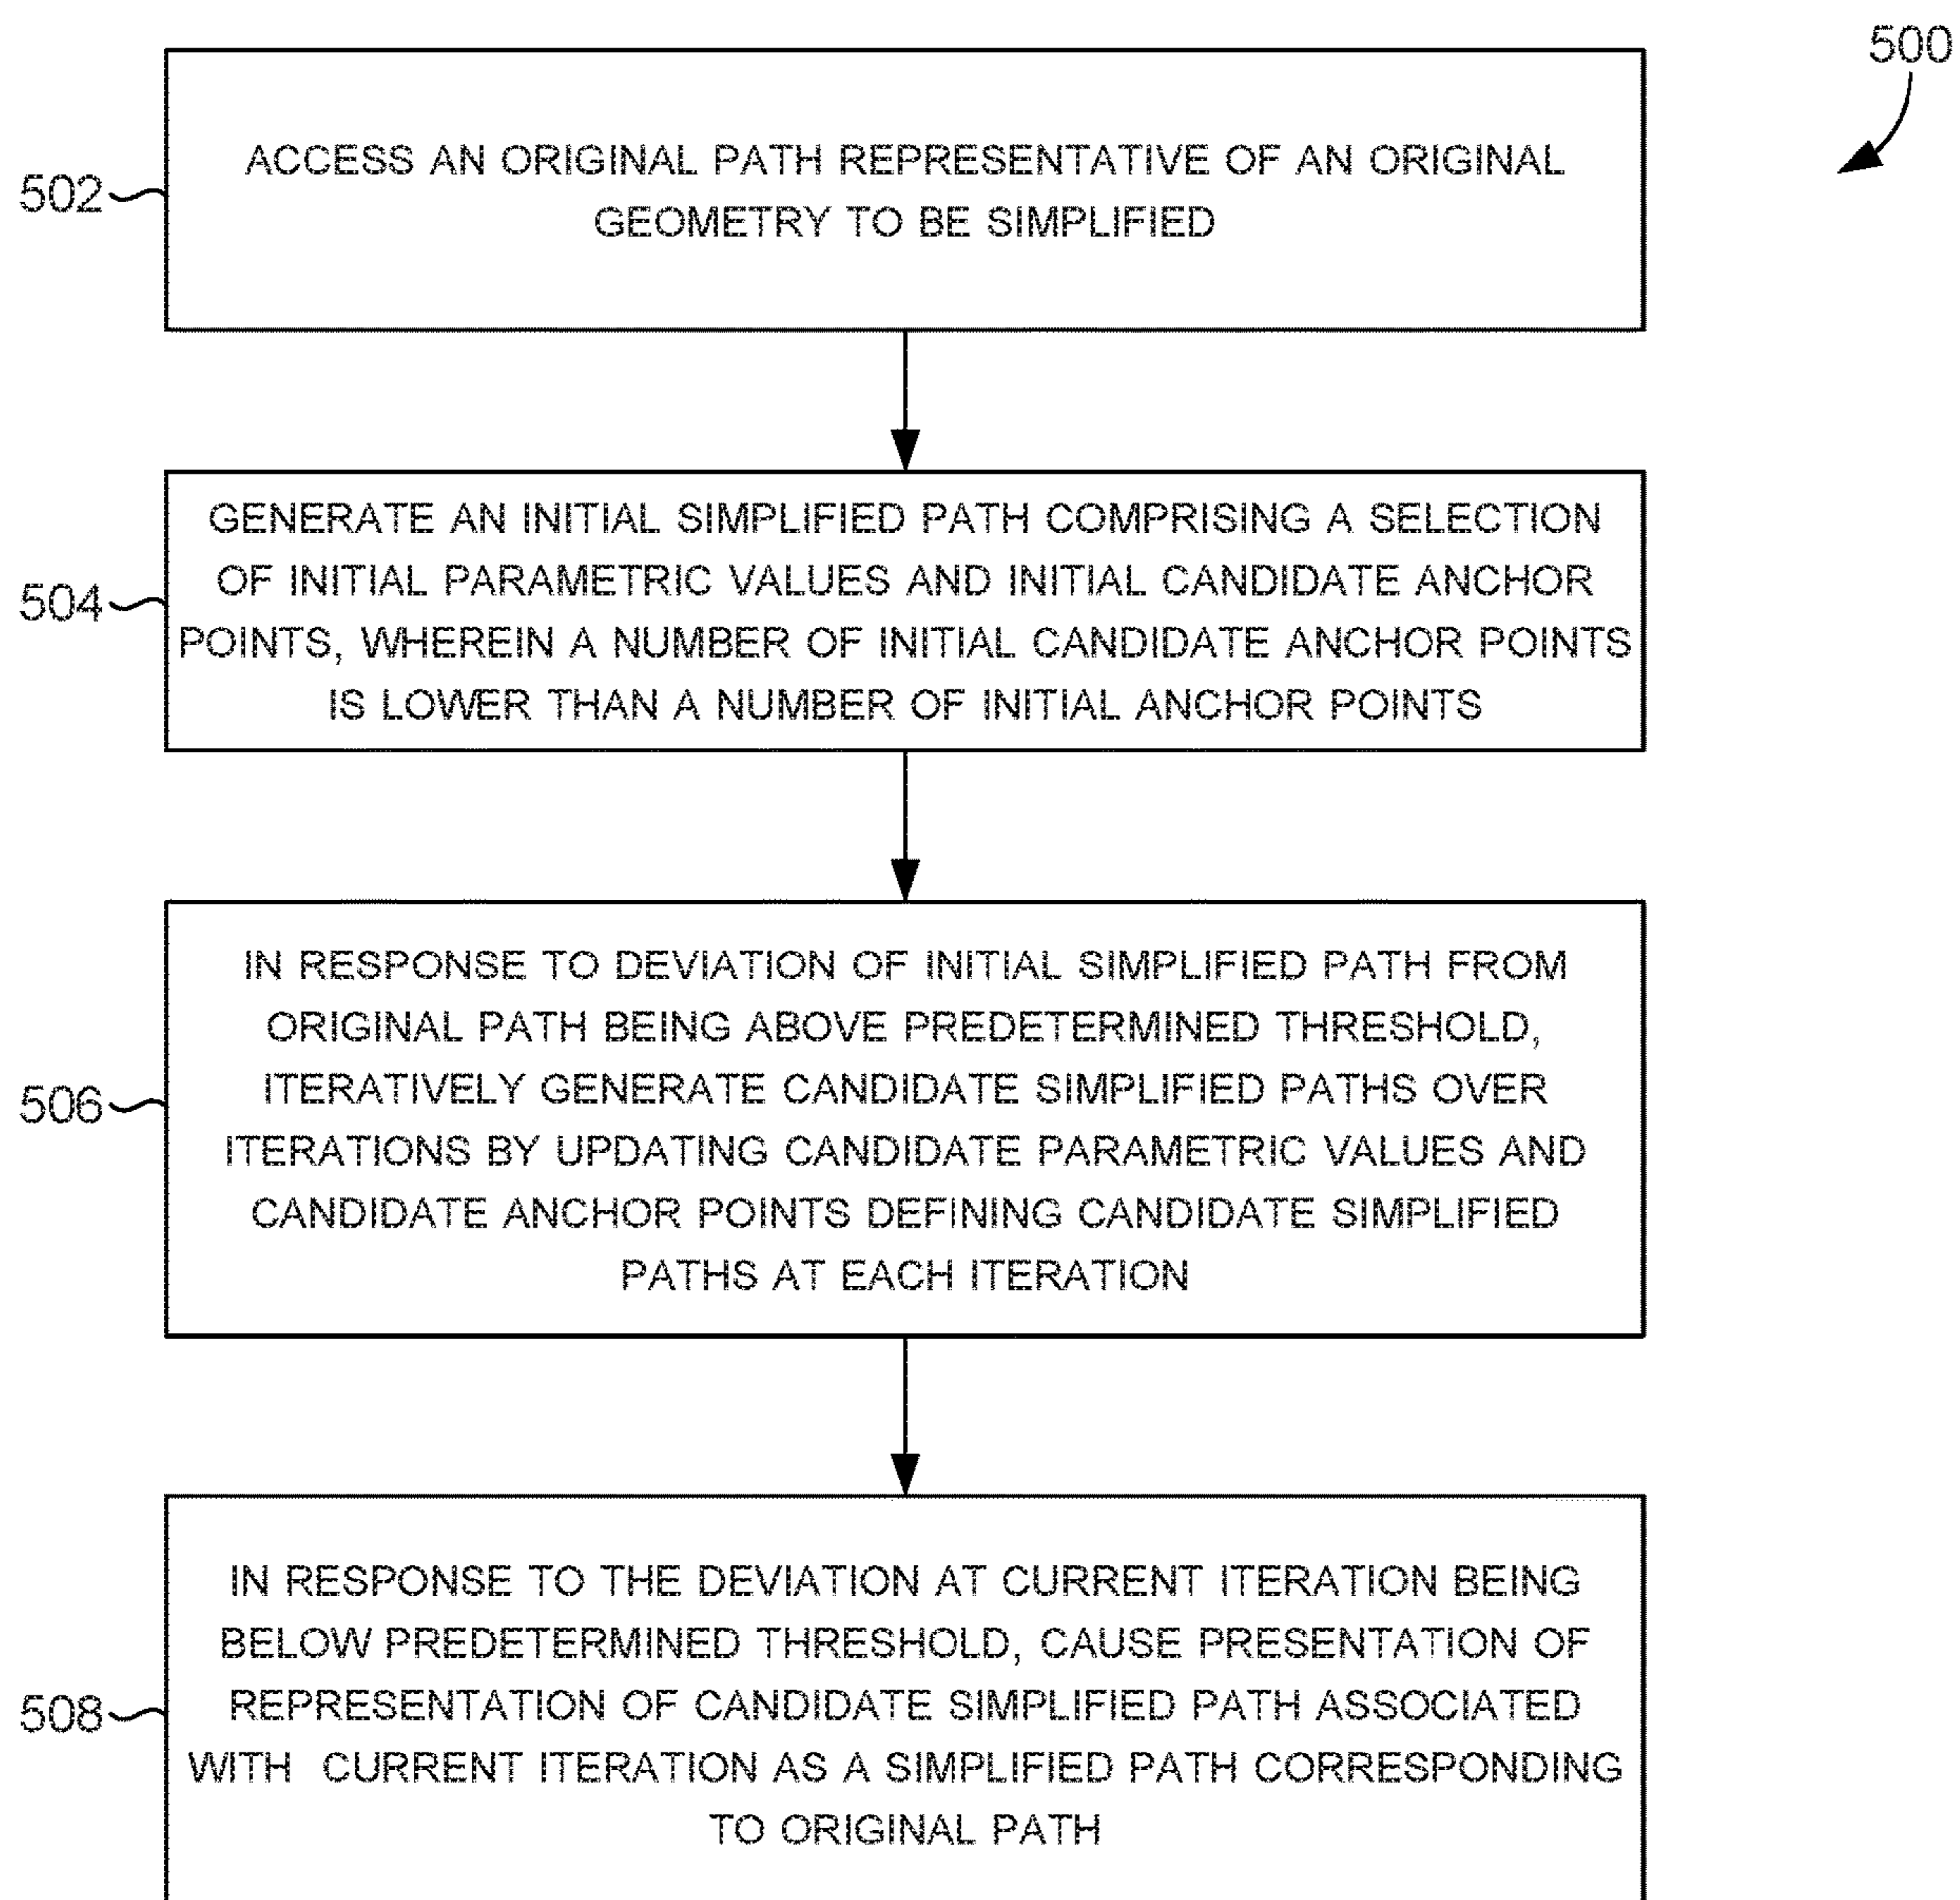 500
502
ACCESS AN ORIGINAL PATH REPRESENTATIVE OF AN ORIGINAL
GEOMETRY TO BE SIMPLIFIED
504
GENERATE AN INITIAL SIMPLIFIED PATH COMPRISING A SELECTION
OF INITIAL PARAMETRIC VALUES AND INITIAL CANDIDATE ANCHOR
POINTS, WHEREIN A NUMBER OF INITIAL CANDIDATE ANCHOR POINTS
IS LOWER THAN A NUMBER OF INITIAL ANCHOR POINTS
506
IN RESPONSE TO DEVIATION OF INITIAL SIMPLIFIED PATH FROM
ORIGINAL PATH BEING ABOVE PREDETERMINED THRESHOLD,
ITERATIVELY GENERATE CANDIDATE SIMPLIFIED PATHS OVER
ITERATIONS BY UPDATING CANDIDATE PARAMETRIC VALUES AND
CANDIDATE ANCHOR POINTS DEFINING CANDIDATE SIMPLIFIED
PATHS AT EACH ITERATION
508
IN RESPONSE TO THE DEVIATION AT CURRENT ITERATION BEING
BELOW PREDETERMINED THRESHOLD, CAUSE PRESENTATION OF
REPRESENTATION OF CANDIDATE SIMPLIFIED PATH ASSOCIATED
WITH CURRENT ITERATION AS A SIMPLIFIED PATH CORRESPONDING
TO ORIGINAL PATH